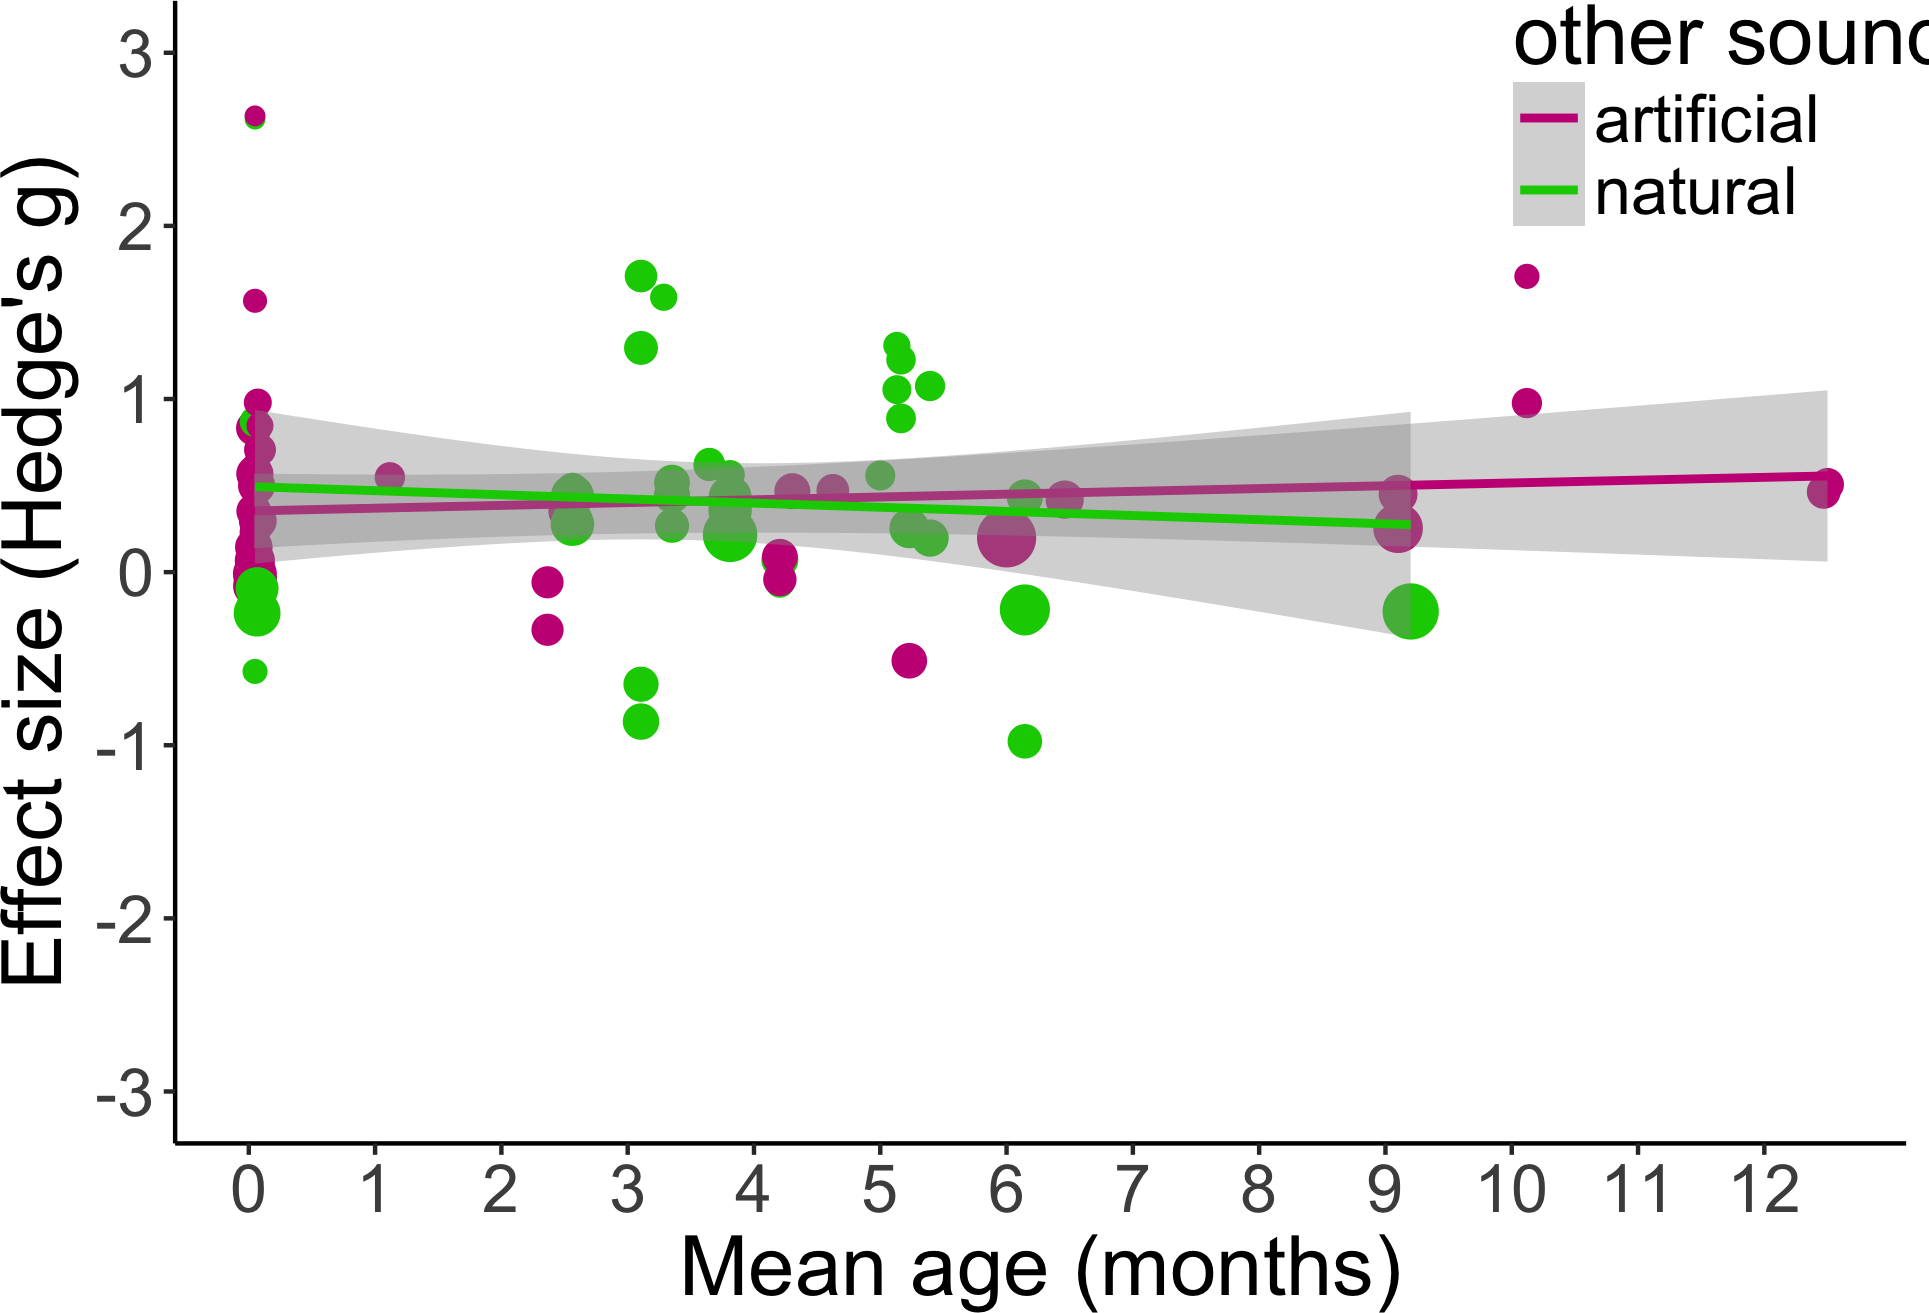 other sound
artificial
natural
3
2
1
0
-1
-2
-3
Effect size (Hedge's g)
0 1 2 3 4 5 6 7 8 9 10 11 12
Mean age (months)